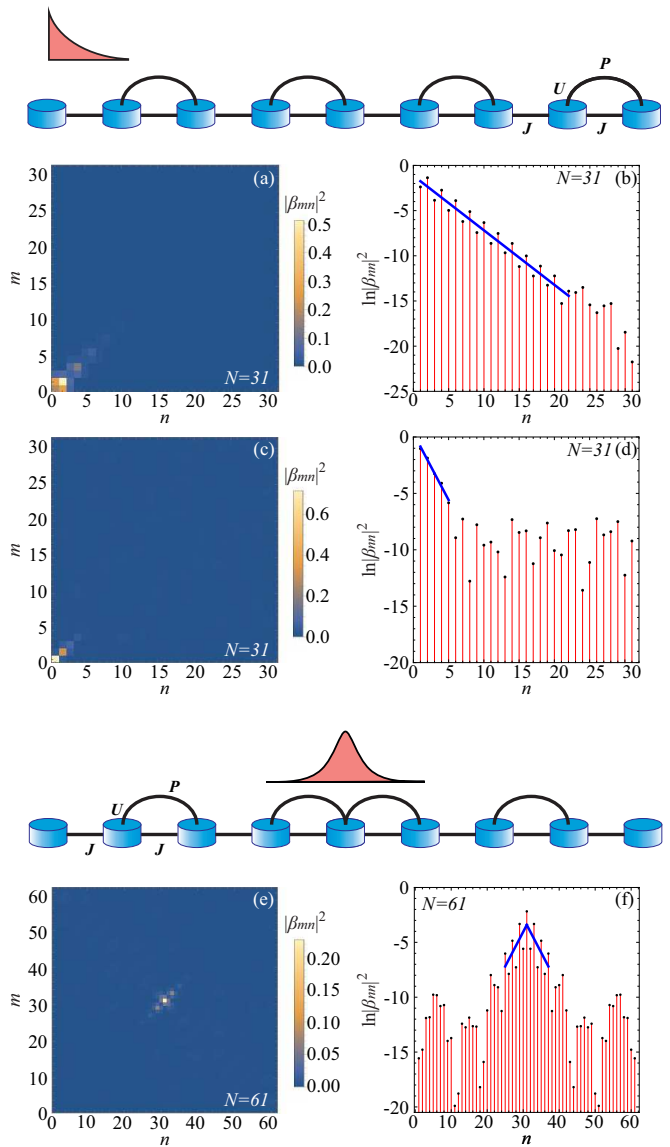 P
U
J J
(a)
30
25
20
15
10
5
0
m
N=31
0 5 10 15 20 25 30
n
|βmn|²
0.5
0.4
0.3
0.2
0.1
0.0
(b)
N=31
0
-5
-10
-15
-20
-25
ln|βmn|²
0 5 10 15 20 25 30
n
(c)
30
25
20
15
10
5
0
m
N=31
0 5 10 15 20 25 30
n
|βmn|²
0.6
0.4
0.2
0.0
(d)
N=31
0
-5
-10
-15
-20
ln|βmn|²
0 5 10 15 20 25 30
n
P
U
J J
(e)
60
50
40
30
20
10
0
m
N=61
0 10 20 30 40 50 60
n
|βmn|²
0.20
0.15
0.10
0.05
0.00
(f)
N=61
0
-5
-10
-15
-20
ln|βmn|²
0 10 20 30 40 50 60
n